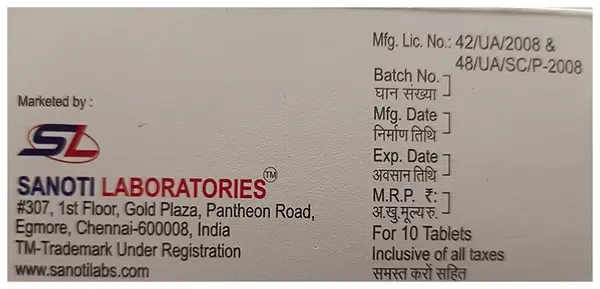 Mfg. Lic. No.: 42/UA/2008 &
48/UA/SC/P-2008
Batch No.
घान संख्या
Mfg. Date
निर्माण तिथि
Exp. Date
अवसान तिथि
M.R.P. ₹:
अ.खु.मूल्यरु.
For 10 Tablets
Inclusive of all taxes
समस्त करों सहित
Marketed by :
SL
SANOTI LABORATORIES TM
#307, 1st Floor, Gold Plaza, Pantheon Road,
Egmore, Chennai-600008, India
TM-Trademark Under Registration
www.sanotilabs.com